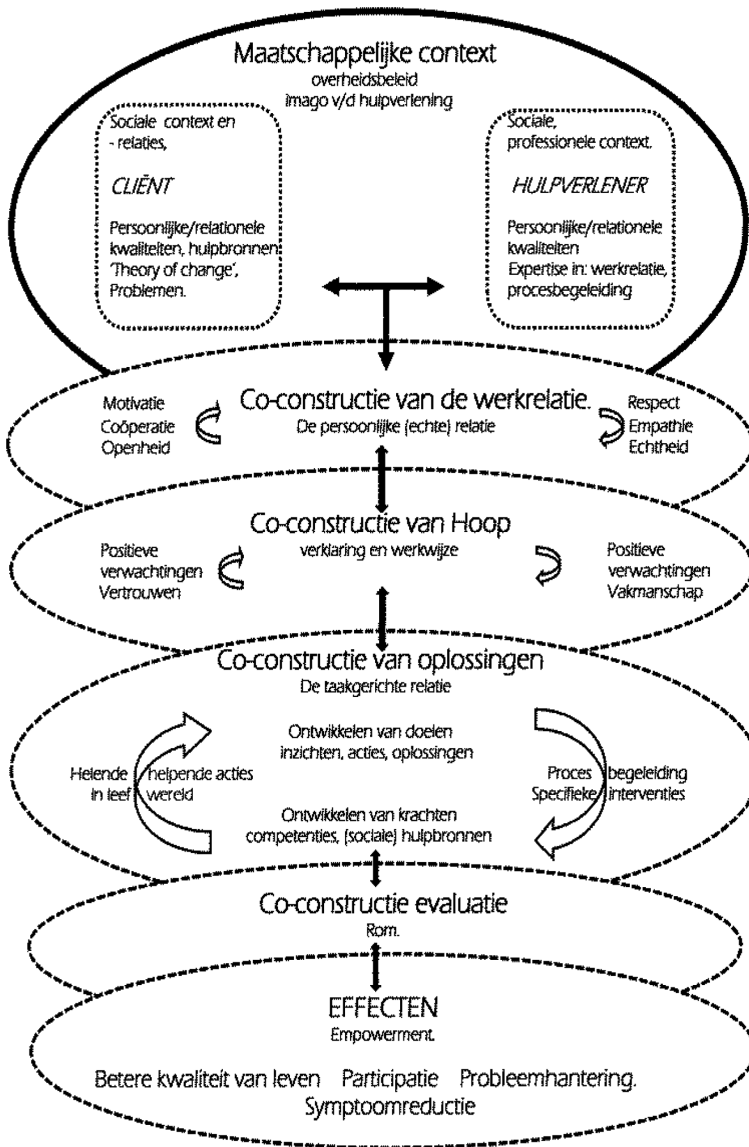 Maatschappelijke context
overheidsbeleid
imago v/d hulpverlening
Sociale context en
- relaties,
CLIËNT
Persoonlijke/relationele
kwaliteiten, hulpbronnen
'Theory of change',
Problemen.
Sociale,
professionele context.
HULPVERLENER
Persoonlijke/relationele
kwaliteiten
Expertise in: werkrelatie,
procesbegeleiding
Co-constructie van de werkrelatie.
De persoonlijke (echte) relatie
Motivatie
Coöperatie
Openheid
Respect
Empathie
Echtheid
Co-constructie van Hoop
verklaring en werkwijze
Positieve
verwachtingen
Vertrouwen
Positieve
verwachtingen
Vakmanschap
Co-constructie van oplossingen
De taakgerichte relatie
Ontwikkelen van doelen
inzichten, acties, oplossingen
Helende helpende acties
in leef wereld
Proces begeleiding
Specifieke interventies
Ontwikkelen van krachten
competenties, (sociale) hulpbronnen
Co-constructie evaluatie
Rom.
EFFECTEN
Empowerment.
Betere kwaliteit van leven Participatie Probleemhantering.
Symptoomreductie